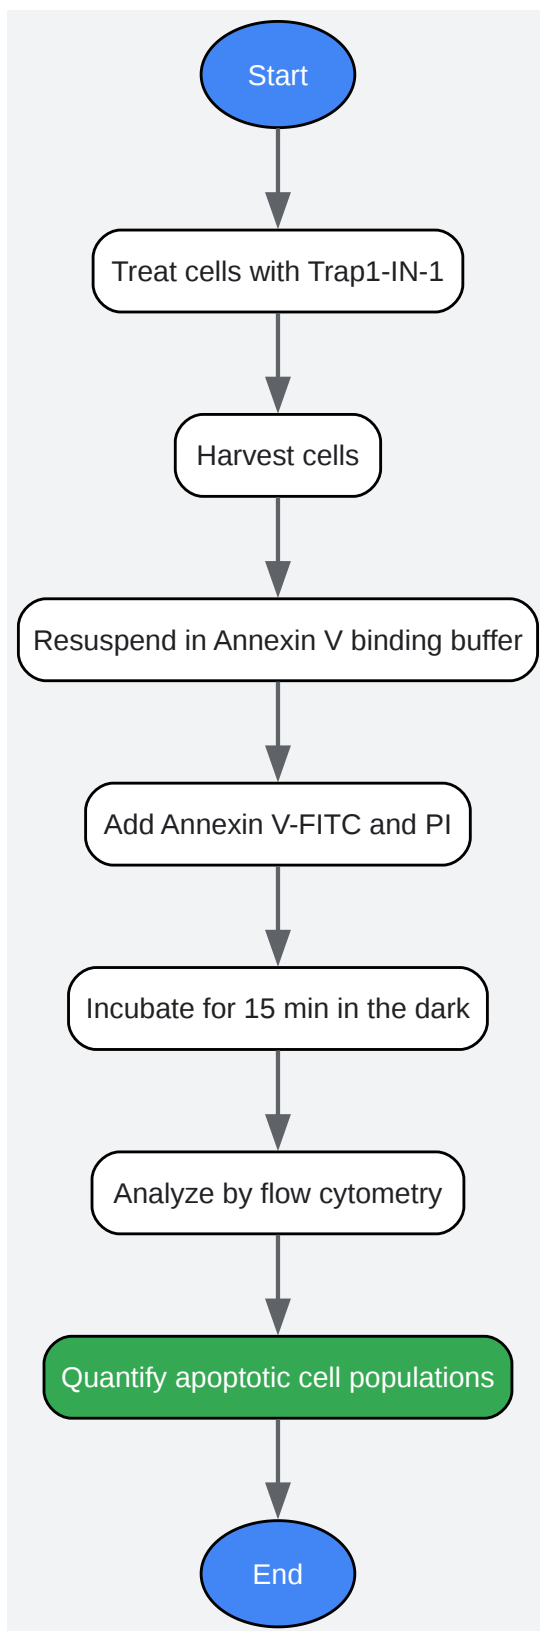 Start
Treat cells with Trap1-IN-1
Harvest cells
Resuspend in Annexin V binding buffer
Add Annexin V-FITC and PI
Incubate for 15 min in the dark
Analyze by flow cytometry
Quantify apoptotic cell populations
End